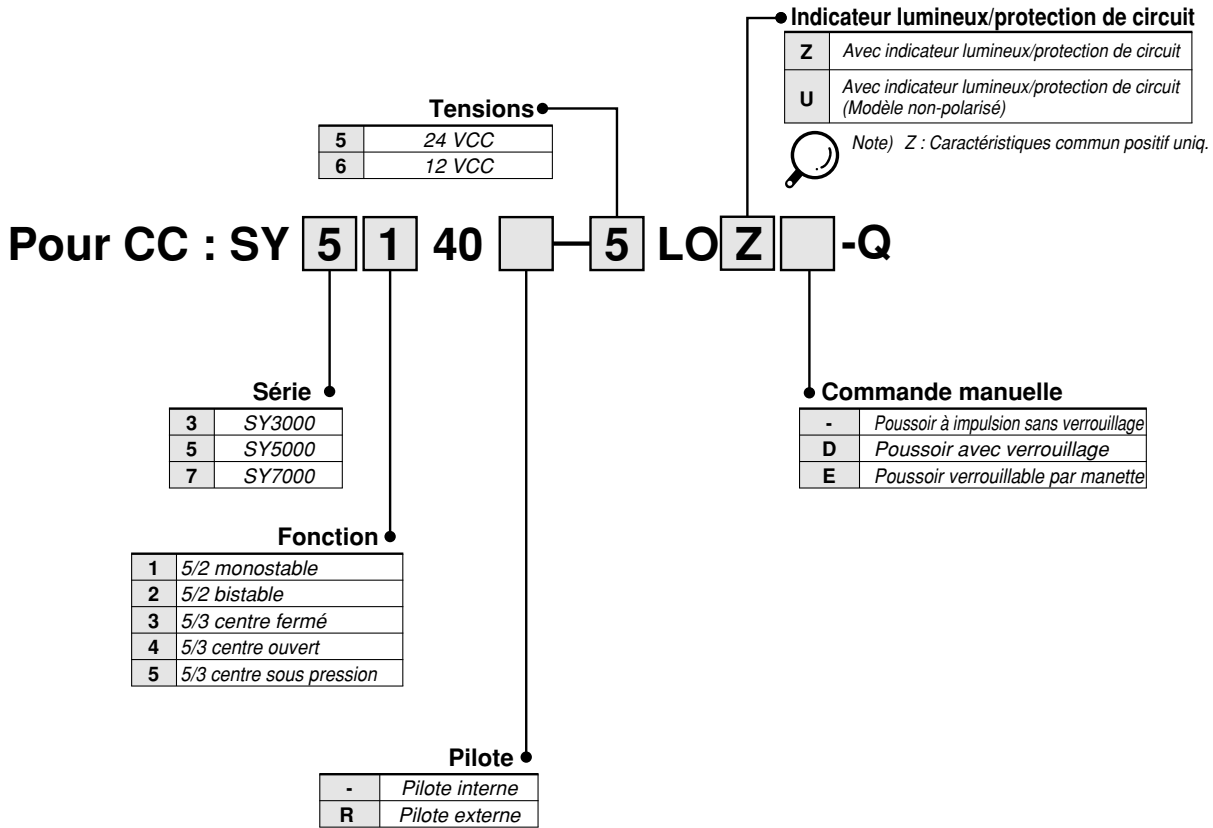 Indicateur lumineux/protection de circuit
Z Avec indicateur lumineux/protection de circuit
U Avec indicateur lumineux/protection de circuit
(Modèle non-polarisé)
Note) Z : Caractéristiques commun positif uniq.
Tensions
5 24 VCC
6 12 VCC
Pour CC : SY 5 1 40 5 LO Z -Q
Série
3 SY3000
5 SY5000
7 SY7000
Commande manuelle
- Poussoir à impulsion sans verrouillage
D Poussoir avec verrouillage
E Poussoir verrouillable par manette
Fonction
1 5/2 monostable
2 5/2 bistable
3 5/3 centre fermé
4 5/3 centre ouvert
5 5/3 centre sous pression
Pilote
- Pilote interne
R Pilote externe